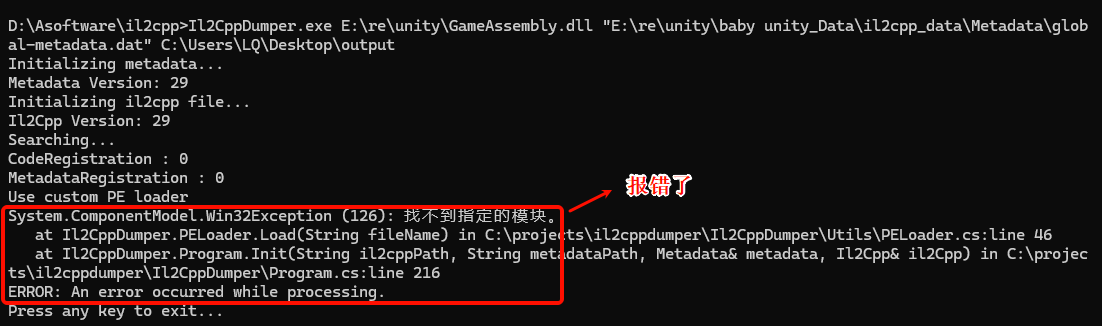 D:\Asoftware\il2cpp>Il2CppDumper.exe E:\re\unity\GameAssembly.dll "E:\re\unity\baby unity_Data\il2cpp_data\Metadata\glob
al-metadata.dat" C:\Users\LQ\Desktop\output
Initializing metadata...
Metadata Version: 29
Initializing il2cpp file...
Il2Cpp Version: 29
Searching...
CodeRegistration : 0
MetadataRegistration : 0
Use custom PE loader
报错了
System.ComponentModel.Win32Exception (126): 找不到指定的模块。
   at Il2CppDumper.PELoader.Load(String fileName) in C:\projects\il2cppdumper\Il2CppDumper\Utils\PELoader.cs:line 46
   at Il2CppDumper.Program.Init(String il2cppPath, String metadataPath, Metadata& metadata, Il2Cpp& il2Cpp) in C:\projec
ts\il2cppdumper\Il2CppDumper\Program.cs:line 216
ERROR: An error occurred while processing.
Press any key to exit...